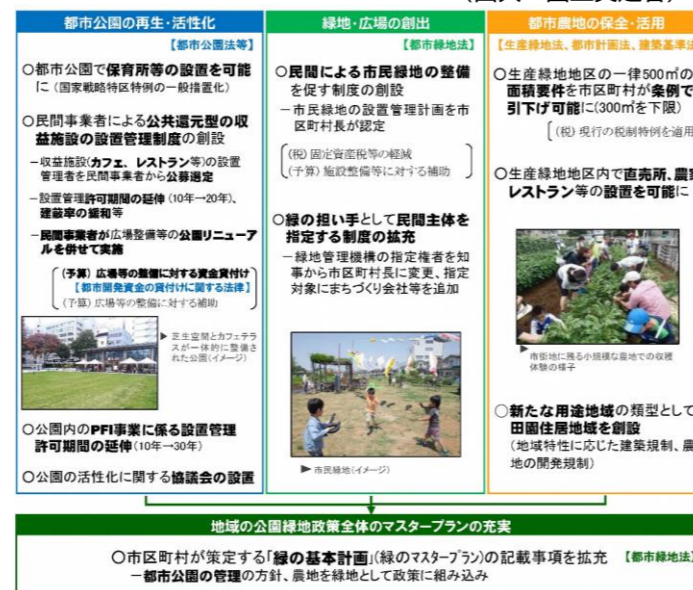 都市公園の再生・活性化
【都市公園法等】
○都市公園で保育所等の設置を可能
に（国家戦略特区特例の一般措置化）
○民間事業者による公共還元型の収
益施設の設置管理制度の創設
－収益施設(カフェ、レストラン等)の設置
管理者を民間事業者から公募選定
－設置管理許可期間の延伸（10年→20年）、
建蔽率の緩和等
－民間事業者が広場整備等の公園リニューア
ルを併せて実施
（予算）広場等の整備に対する資金貸付け
【都市開発資金の貸付けに関する法律】
（予算）広場等の整備に対する補助
▶ 芝生空間とカフェテラ
スが一体的に整備さ
れた公園(イメージ)
○公園内のPFI事業に係る設置管理
許可期間の延伸(10年→30年)
○公園の活性化に関する協議会の設置
緑地・広場の創出
【都市緑地法】
○民間による市民緑地の整備
を促す制度の創設
－市民緑地の設置管理計画を市
区町村長が認定
(税) 固定資産税等の軽減
(予算) 施設整備等に対する補助
○緑の担い手として民間主体を
指定する制度の拡充
－緑地管理機構の指定権者を知
事から市区町村長に変更、指定
対象にまちづくり会社等を追加
▶ 市民緑地(イメージ)
都市農地の保全・活用
【生産緑地法、都市計画法、建築基準法
○生産緑地地区の一律500㎡の
面積要件を市区町村が条例で
引下げ可能に(300㎡を下限)
(税) 現行の税制特例を適用
○生産緑地地区内で直売所、農家
レストラン等の設置を可能に
▶ 市街地に残る小規模な農地での収穫
体験の様子
○新たな用途地域の類型として
田園住居地域を創設
(地域特性に応じた建築規制、農
地の開発規制)
地域の公園緑地政策全体のマスタープランの充実
○市区町村が策定する「緑の基本計画」(緑のマスタープラン)の記載事項を拡充 【都市緑地法】
－都市公園の管理の方針、農地を緑地として政策に組み込み